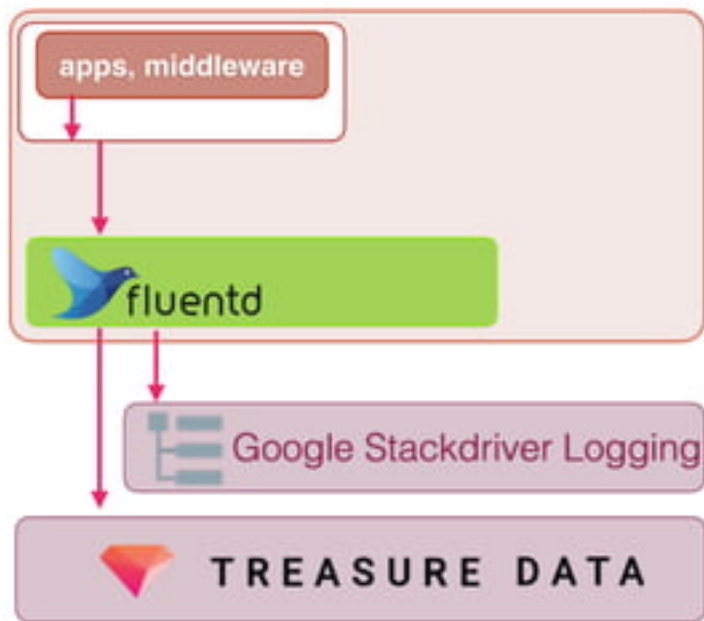 apps, middleware
fluentd
Google Stackdriver Logging
TREASURE DATA